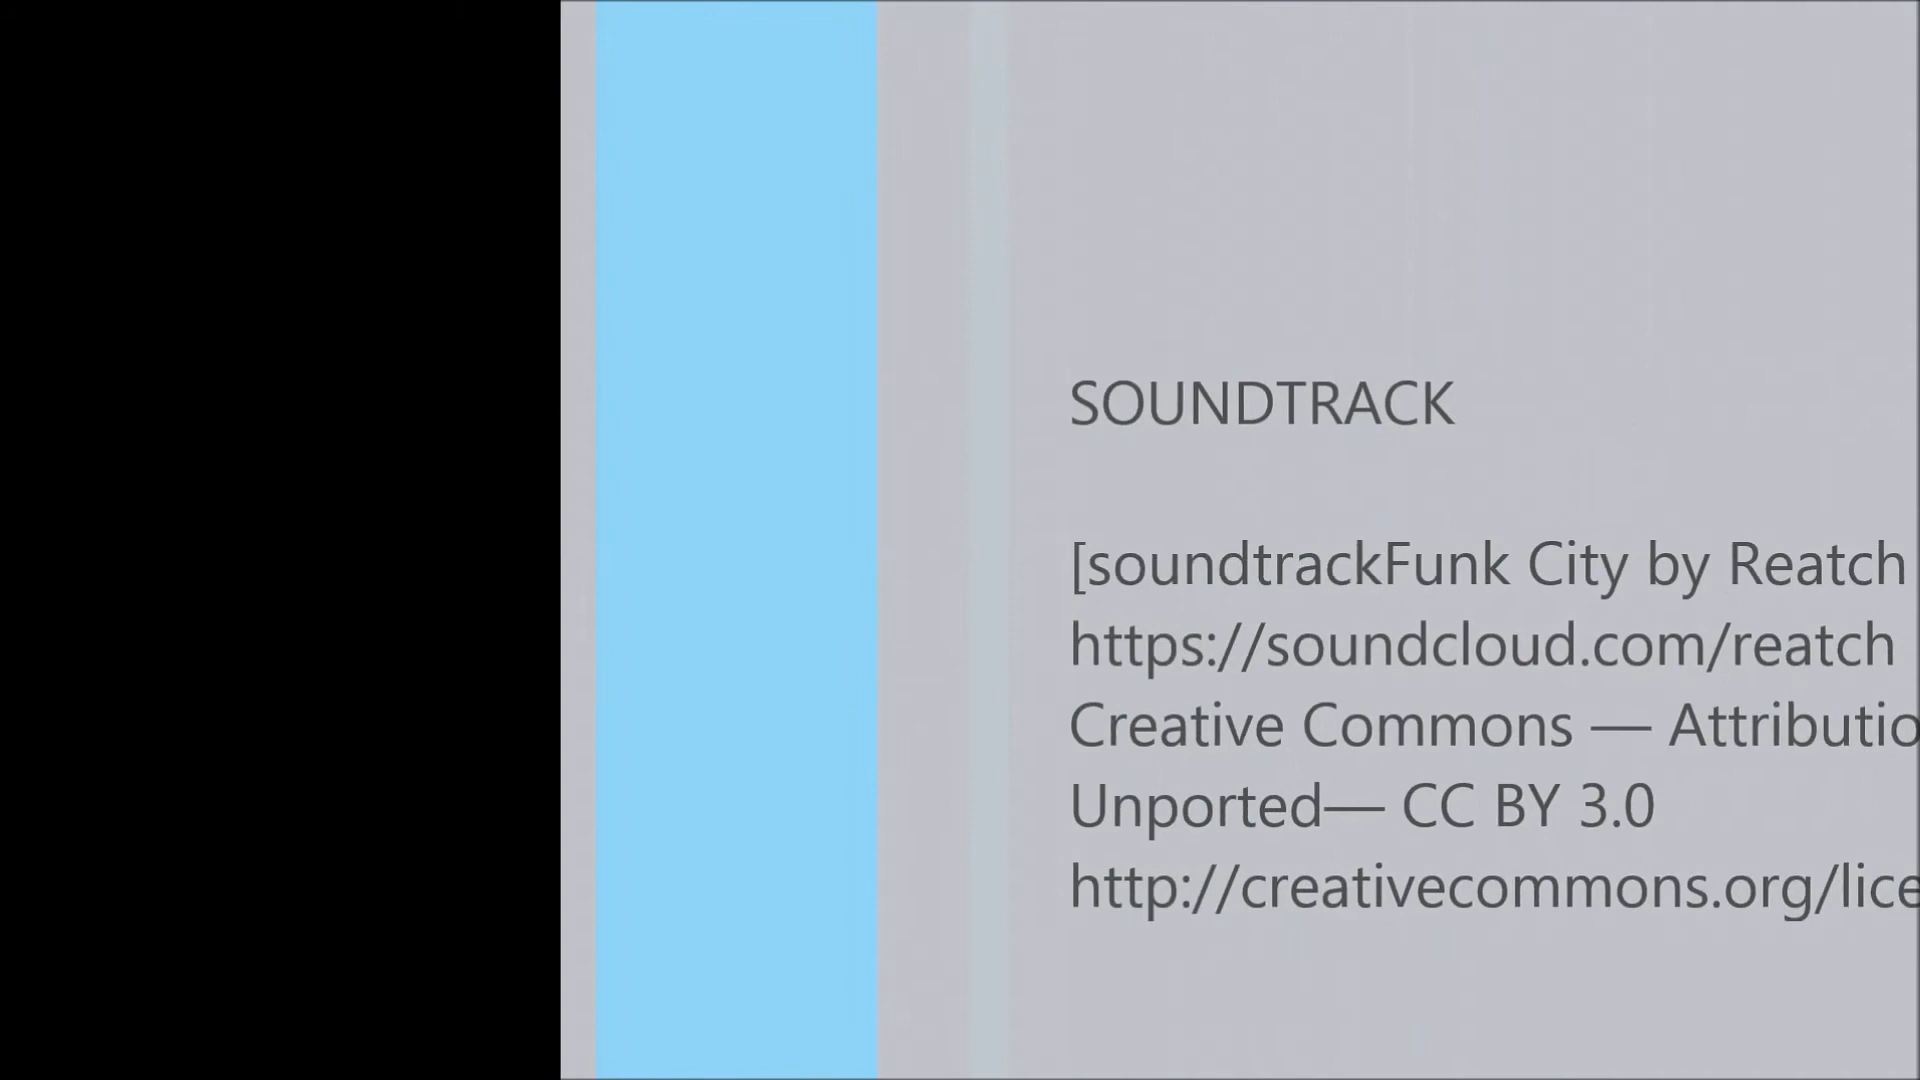 SOUNDTRACK
[soundtrackFunk City by Reatch
https://soundcloud.com/reatch
Creative Commons — Attributio
Unported— CC BY 3.0
http://creativecommons.org/lice